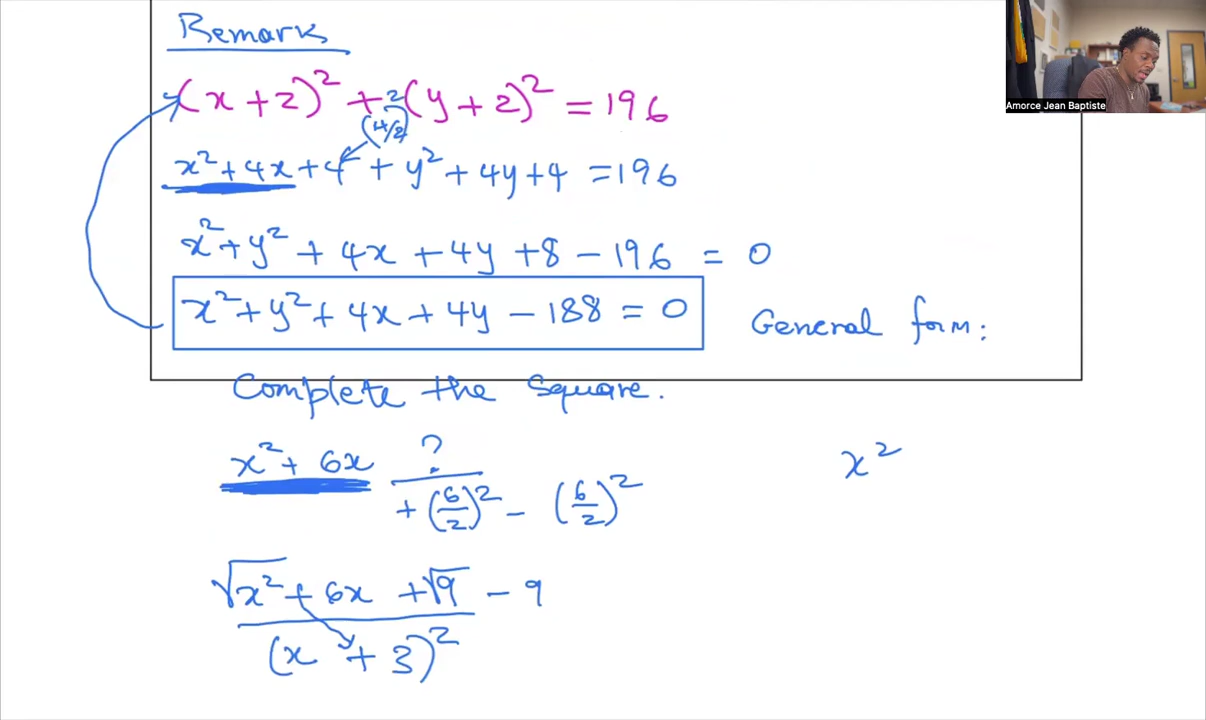 Remark
(x+2)² + (y+2)² = 196
(4/2)²
x² + 4x + 4 + y² + 4y + 4 = 196
x² + y² + 4x + 4y + 8 - 196 = 0
x² + y² + 4x + 4y - 188 = 0
General form:
Complete the Square.
x² + 6x ?
+ (6/2)² - (6/2)²
x²
√x² + 6x + √9 - 9
(x + 3)²
Amorce Jean Baptiste